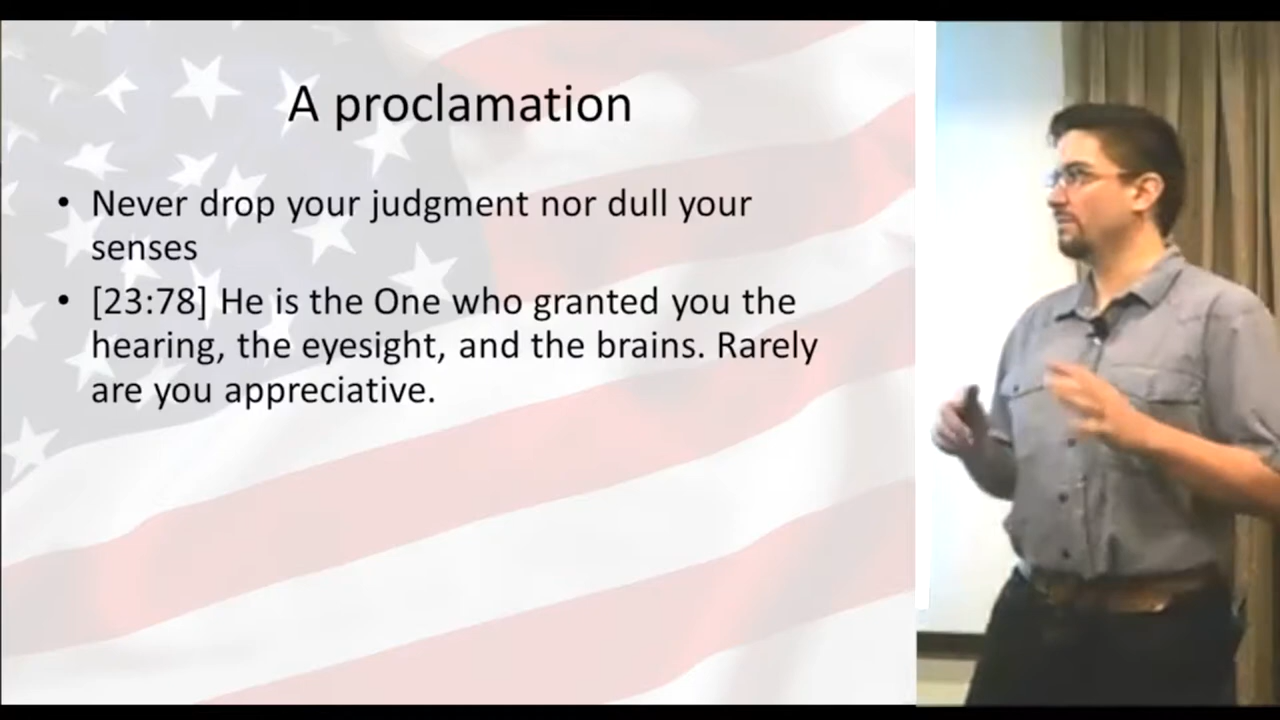 A proclamation
• Never drop your judgment nor dull your
senses
• [23:78] He is the One who granted you the
hearing, the eyesight, and the brains. Rarely
are you appreciative.